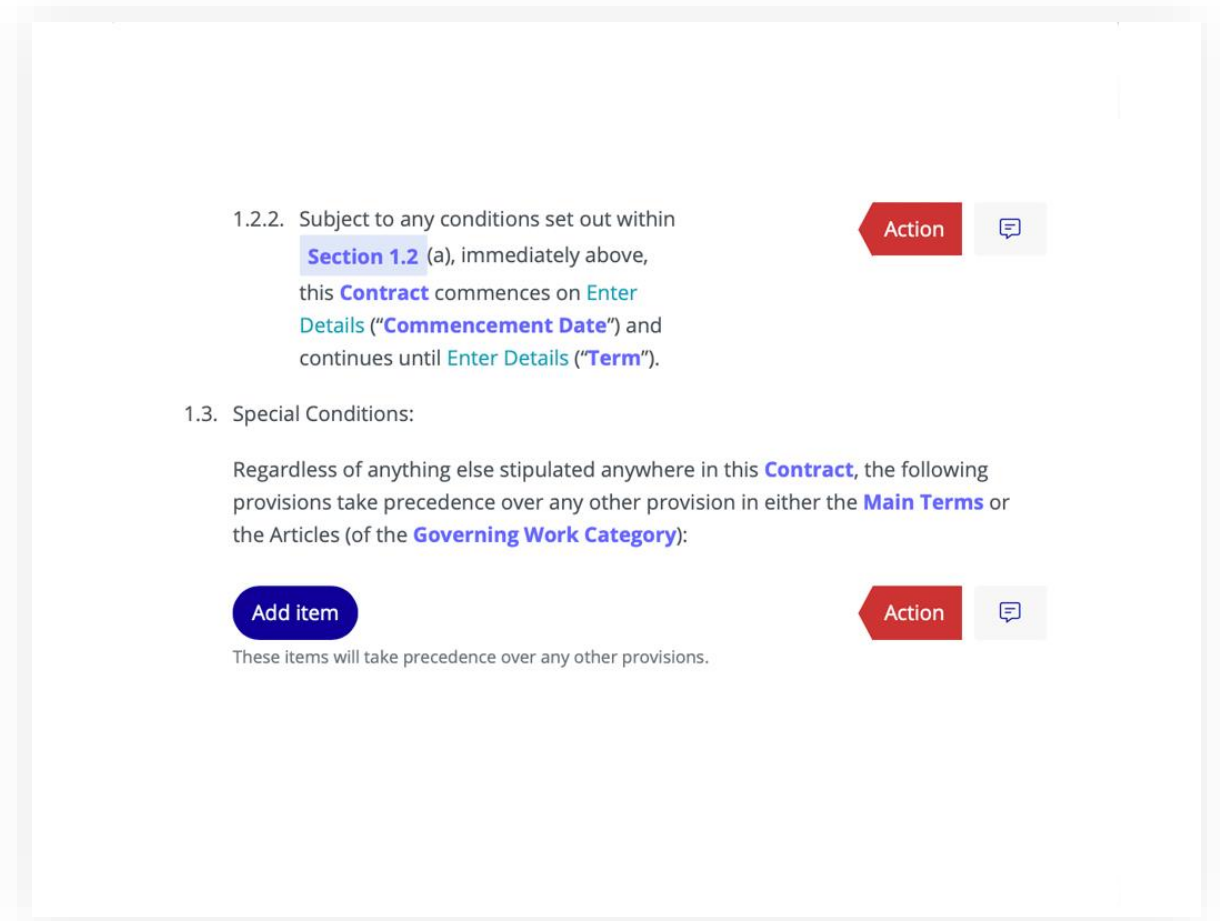 1.2.2. Subject to any conditions set out within
Action
Section 1.2 (a), immediately above,
this Contract commences on Enter
Details (“Commencement Date”) and
continues until Enter Details (“Term”).
1.3. Special Conditions:
Regardless of anything else stipulated anywhere in this Contract, the following
provisions take precedence over any other provision in either the Main Terms or
the Articles (of the Governing Work Category):
Add item
Action
These items will take precedence over any other provisions.